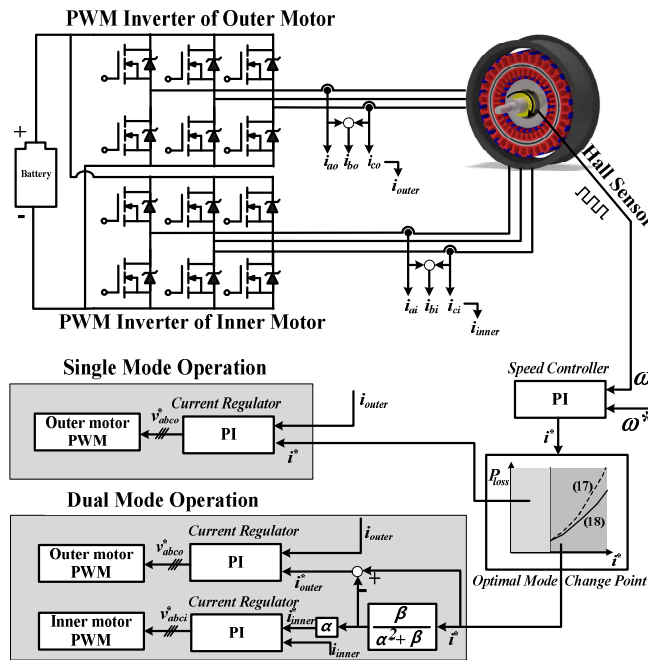 PWM Inverter of Outer Motor
+
Battery
-
i_ao i_bo i_co
i_outer
Hall Sensor
i_ai i_bi i_ci
i_inner
PWM Inverter of Inner Motor
Single Mode Operation
Speed Controller
PI
ω
ω*
i*
Current Regulator
i_outer
Outer motor
PWM
v*_abco
PI
i*
P_loss
(17)
(18)
i*
Optimal Mode Change Point
Dual Mode Operation
Current Regulator
i_outer
Outer motor
PWM
v*_abco
PI
i*_outer
-
+
Current Regulator
Inner motor
PWM
v*_abci
PI
i*_inner
α
β
α²+β
i*
i_inner